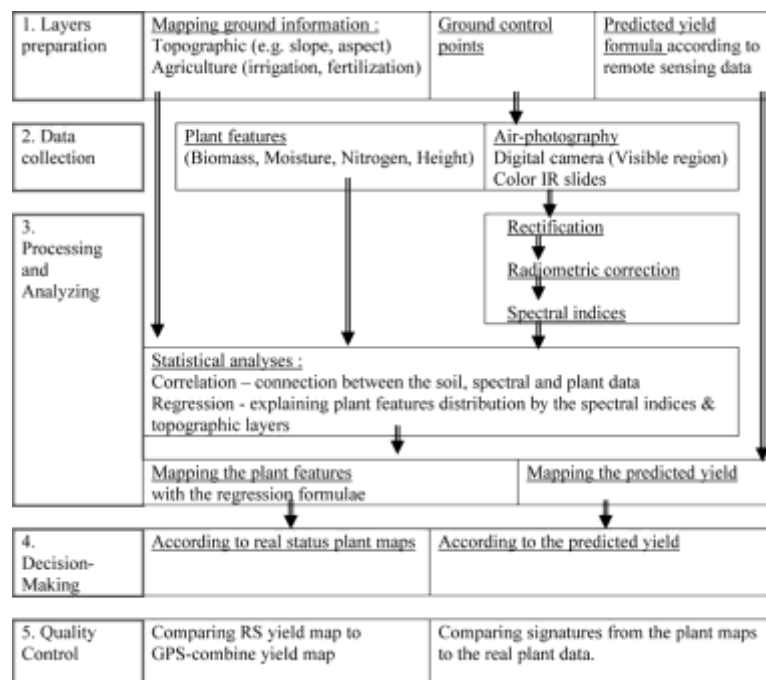 1. Layers
preparation
Mapping ground information :
Topographic (e.g. slope, aspect)
Agriculture (irrigation, fertilization)
Ground control
points
Predicted yield
formula according to
remote sensing data
2. Data
collection
Plant features
(Biomass, Moisture, Nitrogen, Height)
Air-photography
Digital camera (Visible region)
Color IR slides
3.
Processing
and
Analyzing
Rectification
Radiometric correction
Spectral indices
Statistical analyses :
Correlation – connection between the soil, spectral and plant data
Regression - explaining plant features distribution by the spectral indices &
topographic layers
Mapping the plant features
with the regression formulae
Mapping the predicted yield
4.
Decision-
Making
According to real status plant maps
According to the predicted yield
5. Quality
Control
Comparing RS yield map to
GPS-combine yield map
Comparing signatures from the plant maps
to the real plant data.